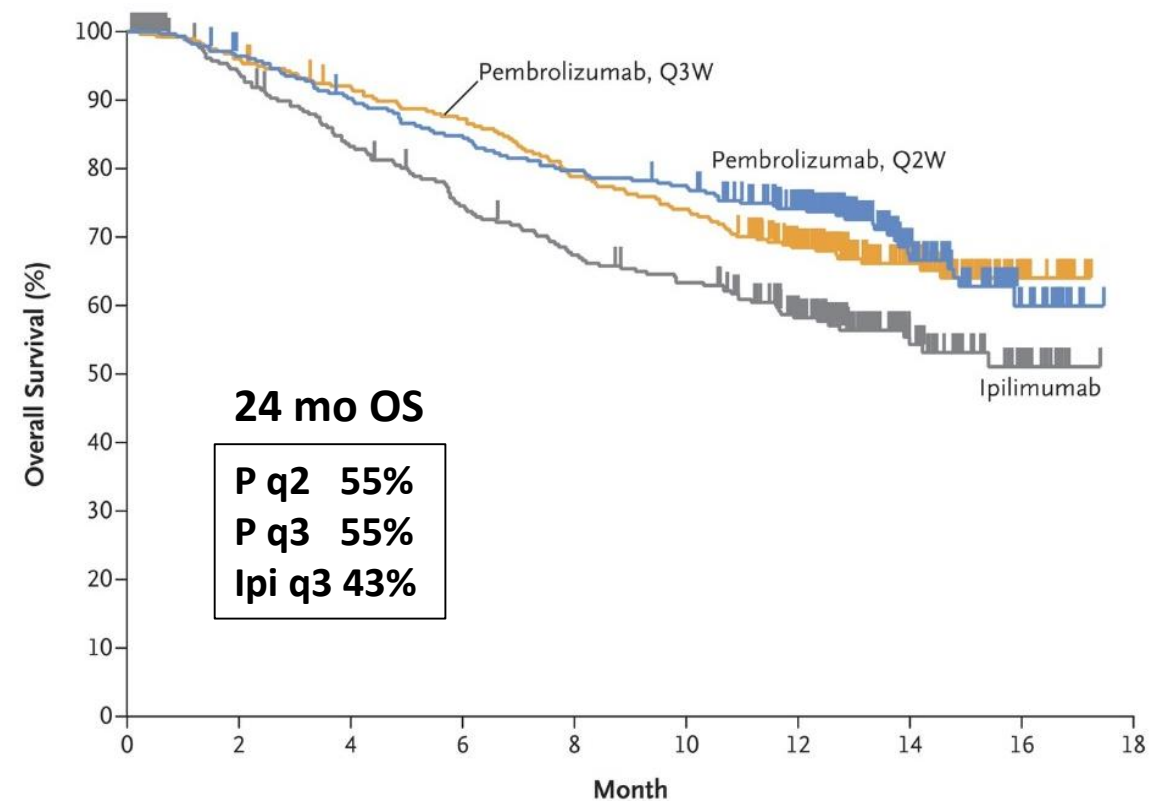 100
90
80
70
60
50
40
30
20
10
0
Overall Survival (%)
Pembrolizumab, Q3W
Pembrolizumab, Q2W
Ipilimumab
24 mo OS
P q2 55%
P q3 55%
Ipi q3 43%
0 2 4 6 8 10 12 14 16 18
Month